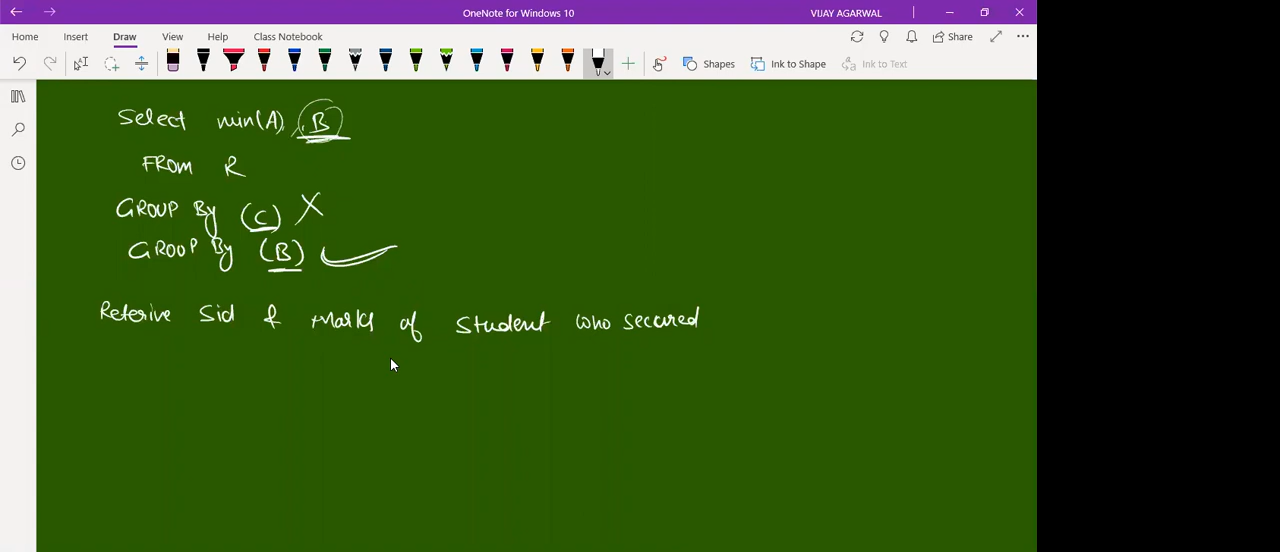 OneNote for Windows 10
VIJAY AGARWAL
Home Insert Draw View Help Class Notebook
Share
Shapes Ink to Shape Ink to Text
Select min(A), B
FROM R
GROUP By (C) X
GROUP By (B)
Reterive Sid & Marks of Student who secured